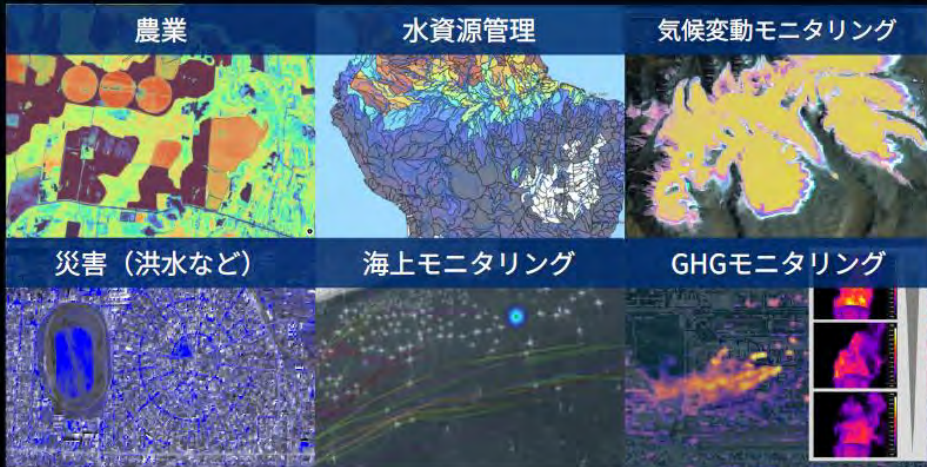 農業
水資源管理
気候変動モニタリング
災害（洪水など）
海上モニタリング
GHGモニタリング